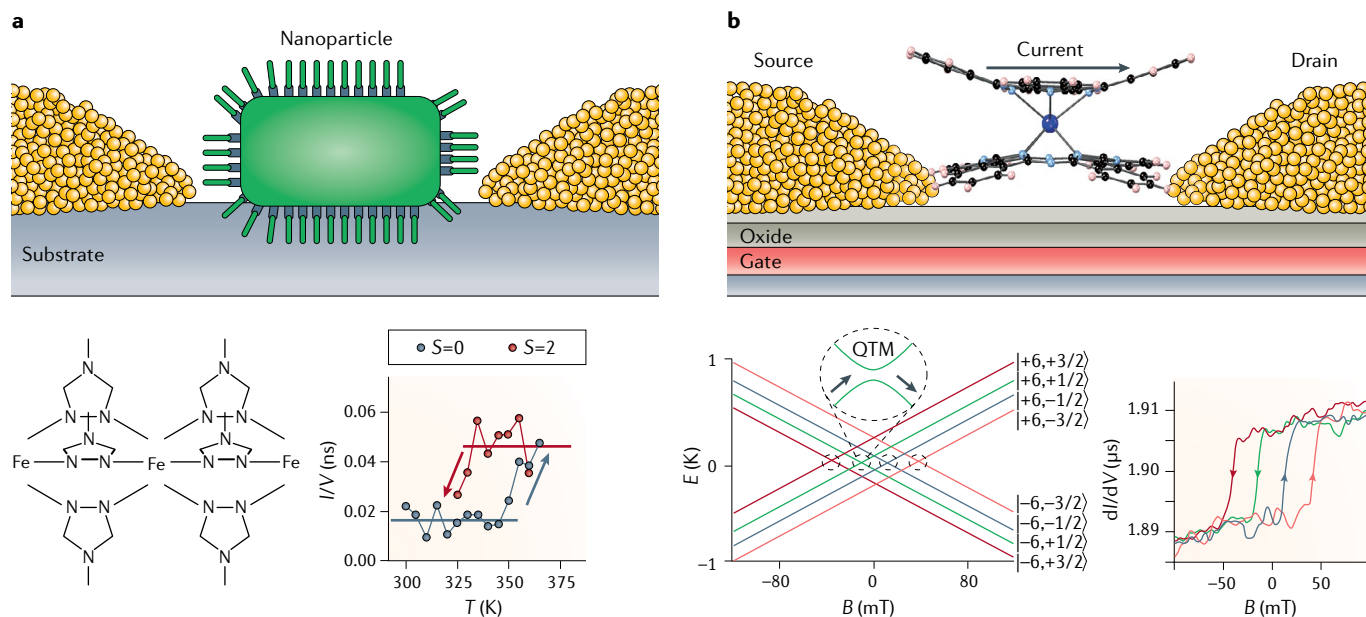 a
Nanoparticle
Substrate
b
Source
Current
Drain
Oxide
Gate
N
N
N
N
N
N
N
N
N
N
Fe
N
N
Fe
N
N
Fe
N
N
N
N
N
N
S=0
S=2
0.06
0.04
0.02
0.00
I/V (ns)
300
325
350
375
T (K)
QTM
1
0
−1
E (K)
−80
0
80
B (mT)
|+6,+3/2⟩
|+6,+1/2⟩
|+6,−1/2⟩
|+6,−3/2⟩
|−6,−3/2⟩
|−6,−1/2⟩
|−6,+1/2⟩
|−6,+3/2⟩
1.91
1.90
1.89
dI/dV (μs)
−50
0
50
B (mT)